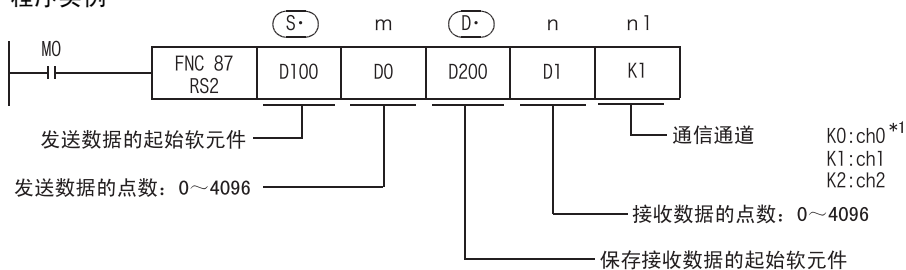 程序实例
S· m D· n n1
M0
FNC 87
RS2
D100 D0 D200 D1 K1
发送数据的起始软元件
通信通道 K0:ch0*1
K1:ch1
K2:ch2
发送数据的点数：0～4096
接收数据的点数：0～4096
保存接收数据的起始软元件